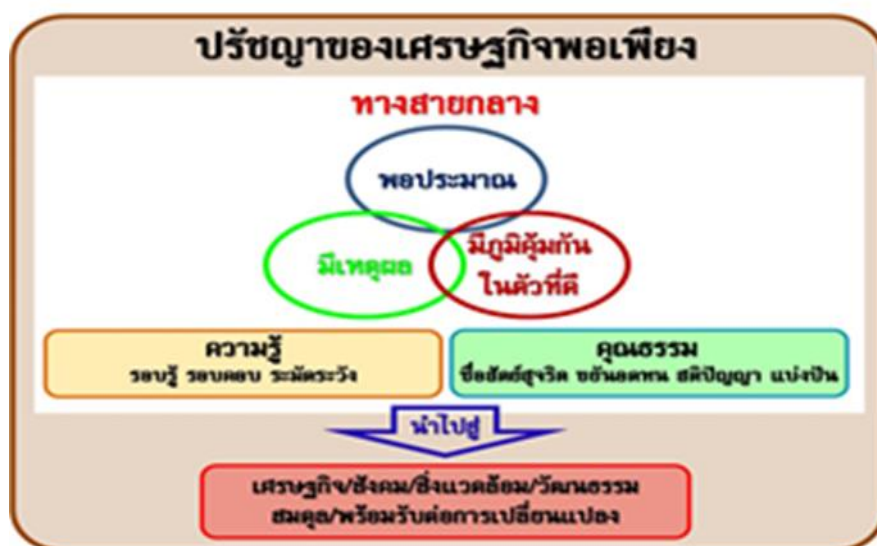 ปรัชญาของเศรษฐกิจพอเพียง
ทางสายกลาง
พอประมาณ
มีเหตุผล
มีภูมิคุ้มกัน
ในตัวที่ดี
ความรู้
รอบรู้ รอบคอบ ระมัดระวัง
คุณธรรม
ซื่อสัตย์สุจริต ขยันอดทน สติปัญญา แบ่งปัน
นำไปสู่
เศรษฐกิจ/สังคม/สิ่งแวดล้อม/วัฒนธรรม
สมดุล/พร้อมรับต่อการเปลี่ยนแปลง